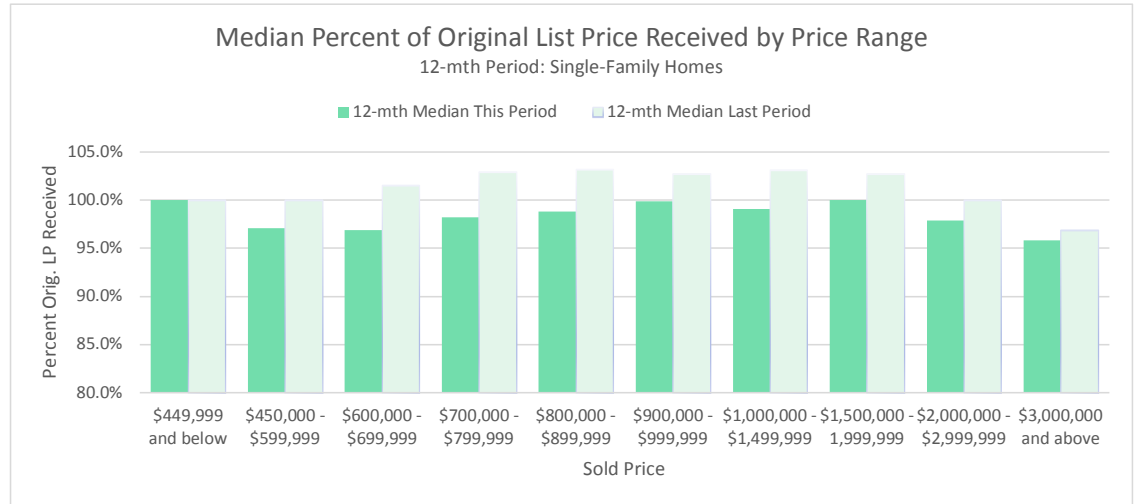 Median Percent of Original List Price Received by Price Range
12-mth Period: Single-Family Homes
12-mth Median This Period 12-mth Median Last Period
Percent Orig. LP Received
105.0%
100.0%
95.0%
90.0%
85.0%
80.0%
$449,999 $450,000 - $600,000 - $700,000 - $800,000 - $900,000 - $1,000,000 - $1,500,000 - $2,000,000 - $3,000,000
and below $599,999 $699,999 $799,999 $899,999 $999,999 $1,499,999 1,999,999 $2,999,999 and above
Sold Price